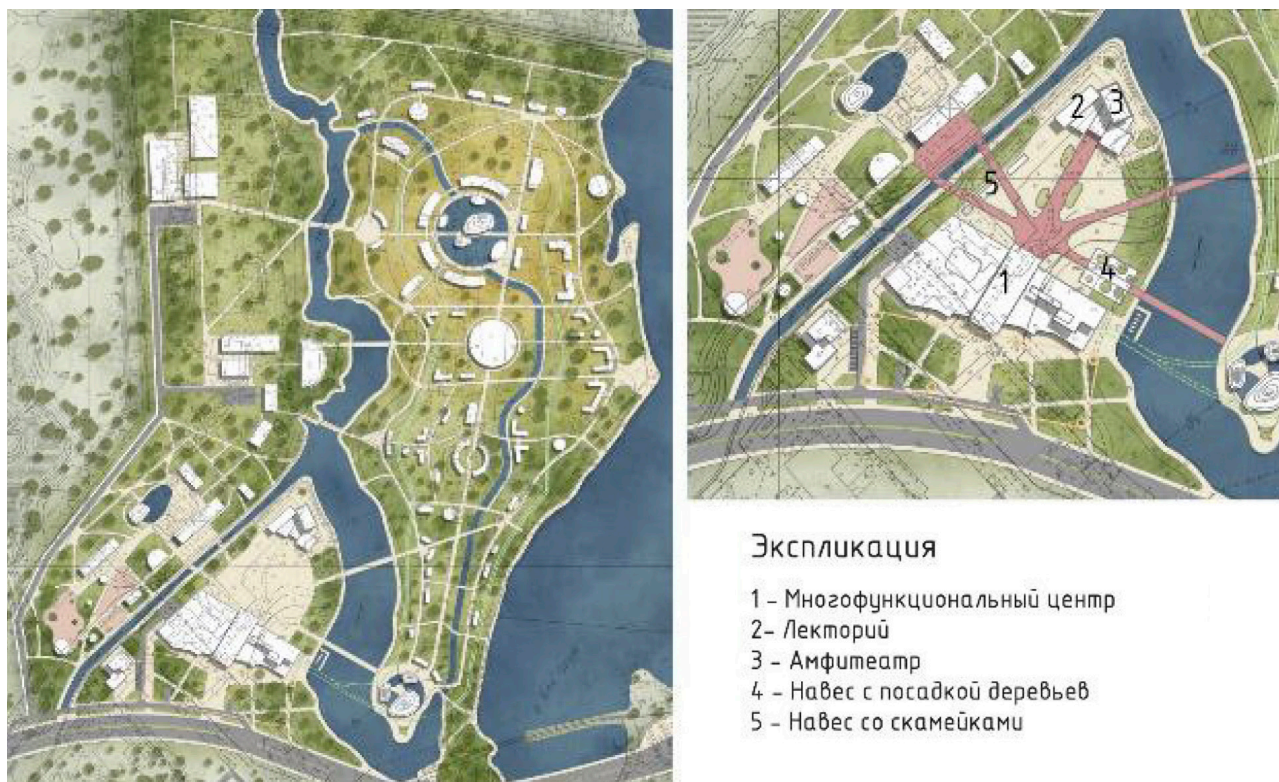 2
3
5
4
1
Экспликация
1 - Многофункциональный центр
2- Лекторий
3 - Амфитеатр
4 - Навес с посадкой деревьев
5 - Навес со скамейками